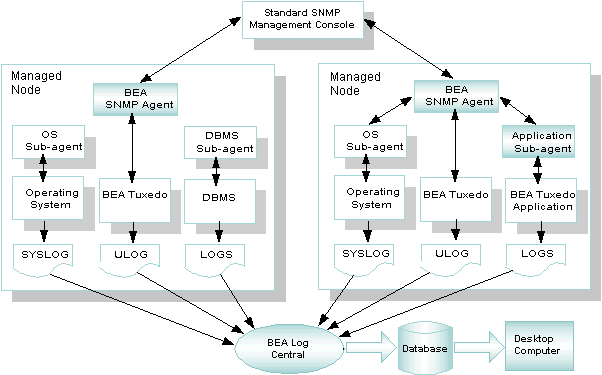 Standard SNMP
Management Console
Managed
Node
BEA
SNMP Agent
OS
Sub-agent
DBMS
Sub-agent
Operating
System
BEA Tuxedo
DBMS
SYSLOG
ULOG
LOGS
Managed
Node
BEA
SNMP Agent
OS
Sub-agent
Application
Sub-agent
Operating
System
BEA Tuxedo
BEA Tuxedo
Application
SYSLOG
ULOG
LOGS
BEA Log
Central
Database
Desktop
Computer